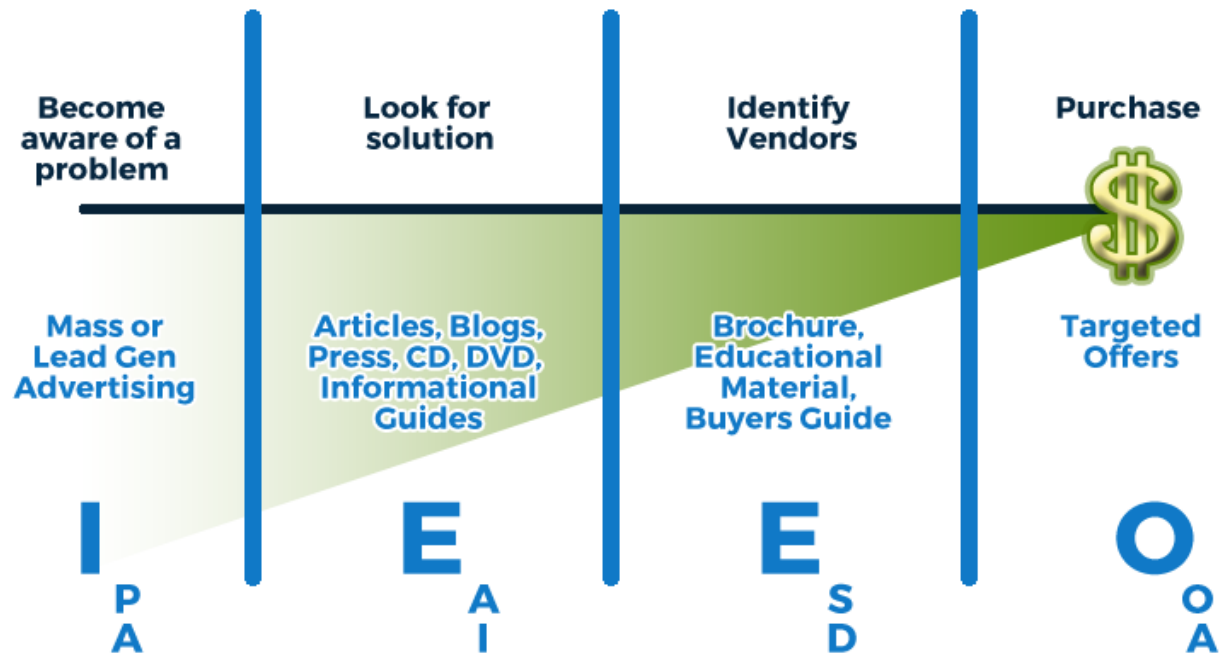 Become
aware of a
problem
Look for
solution
Identify
Vendors
Purchase
$
Mass or
Lead Gen
Advertising
Articles, Blogs,
Press, CD, DVD,
Informational
Guides
Brochure,
Educational
Material,
Buyers Guide
Targeted
Offers
I
P
A
E
A
I
E
S
D
O
O
A